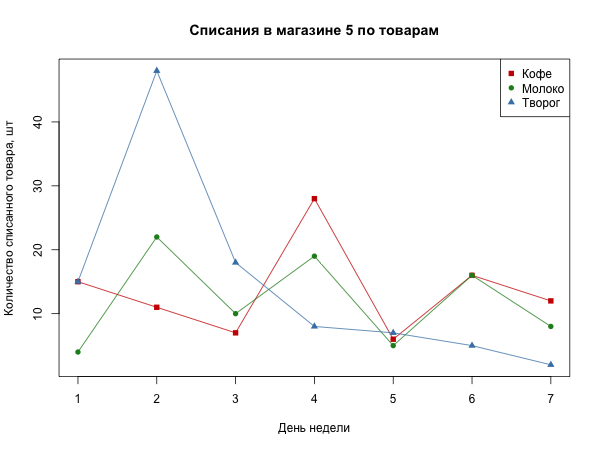 Списания в магазине 5 по товарам
Кофе
Молоко
Творог
Количество списанного товара, шт
40
30
20
10
1 2 3 4 5 6 7
День недели